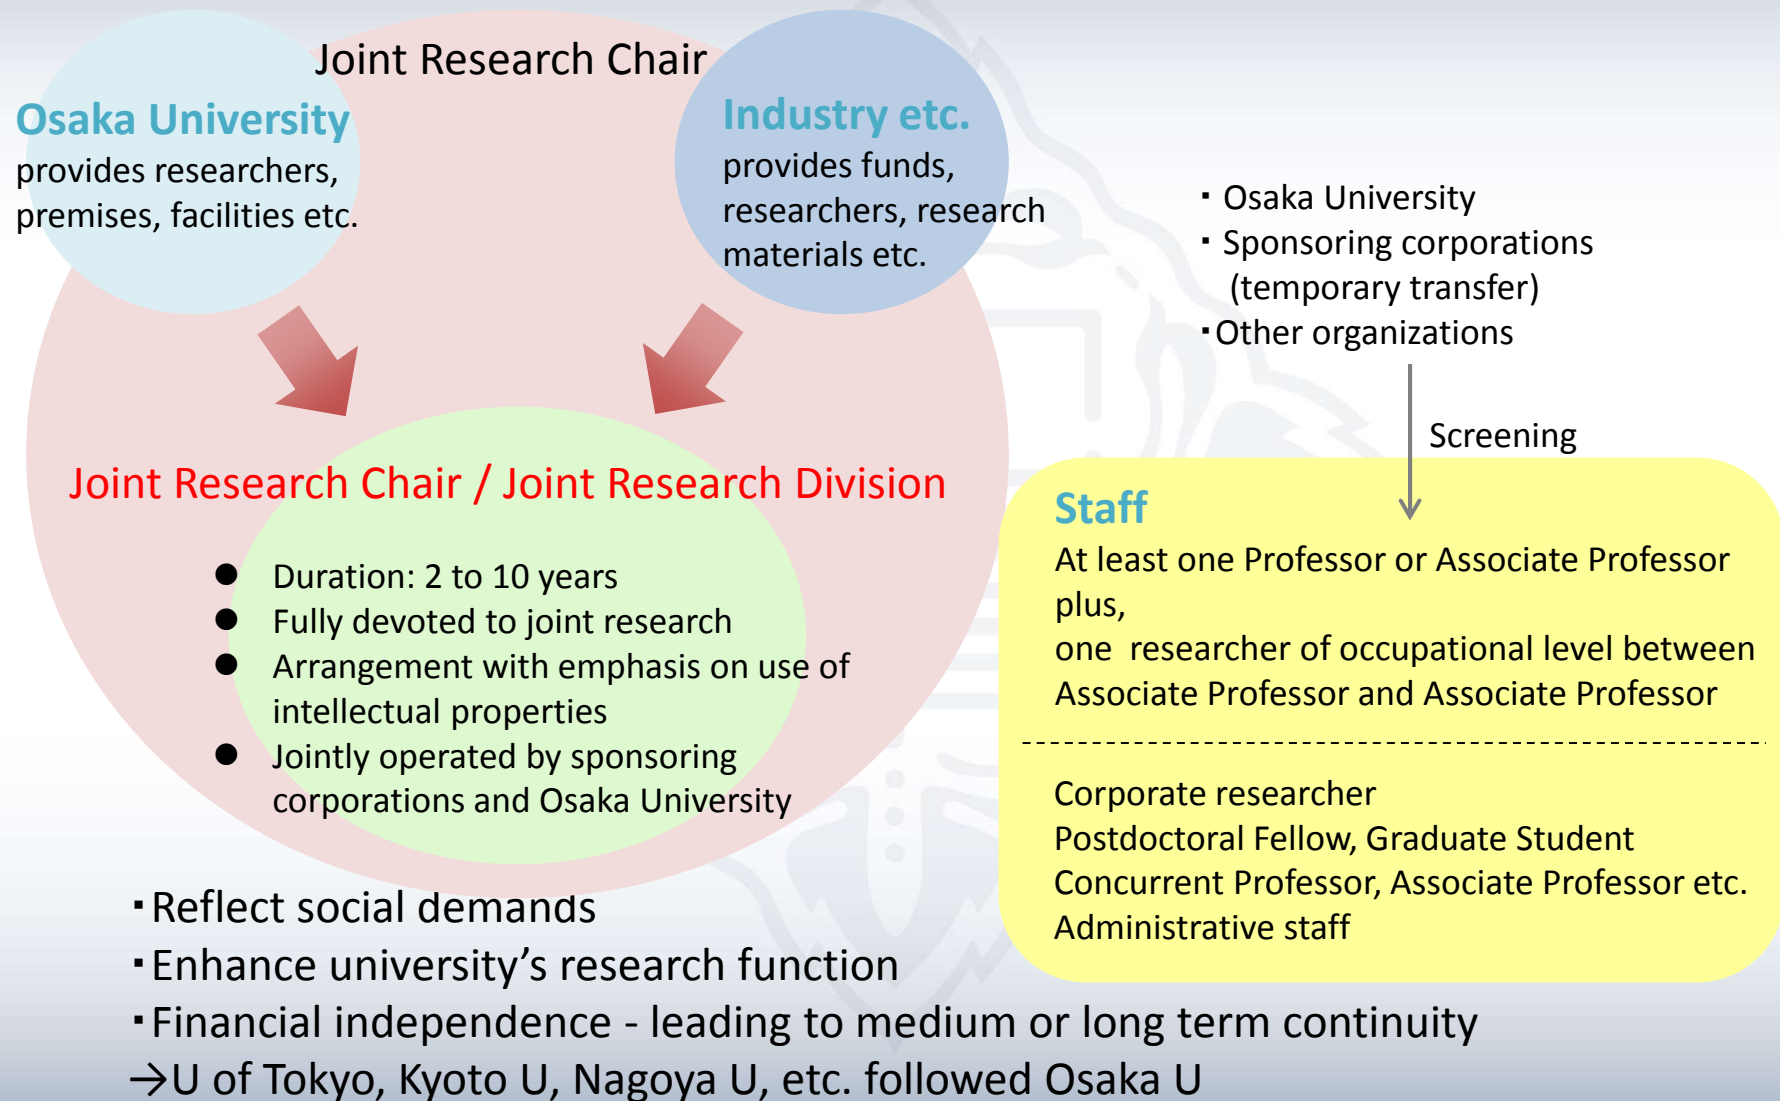 Joint Research Chair
Osaka University
provides researchers,
premises, facilities etc.
Industry etc.
provides funds,
researchers, research
materials etc.
Joint Research Chair / Joint Research Division
● Duration: 2 to 10 years
● Fully devoted to joint research
● Arrangement with emphasis on use of
intellectual properties
● Jointly operated by sponsoring
corporations and Osaka University
・Osaka University
・Sponsoring corporations
(temporary transfer)
・Other organizations
Screening
Staff
At least one Professor or Associate Professor
plus,
one researcher of occupational level between
Associate Professor and Associate Professor
Corporate researcher
Postdoctoral Fellow, Graduate Student
Concurrent Professor, Associate Professor etc.
Administrative staff
・Reflect social demands
・Enhance university’s research function
・Financial independence - leading to medium or long term continuity
→U of Tokyo, Kyoto U, Nagoya U, etc. followed Osaka U